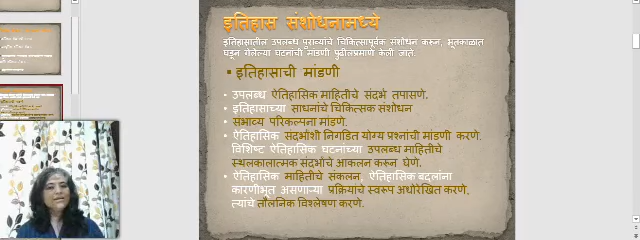 इतिहास संशोधनामध्ये
इतिहासातील उपलब्ध पुराव्यांचे चिकित्सापूर्वक संशोधन करून, भूतकाळात
घडून गेलेल्या घटनांची मांडणी पुढीलप्रमाणे केली जाते.
▪ इतिहासाची मांडणी
• उपलब्ध ऐतिहासिक माहितीचे संदर्भ तपासणे.
• इतिहासाच्या साधनांचे चिकित्सक संशोधन
• संभाव्य परिकल्पना मांडणे.
• ऐतिहासिक संदर्भाशी निगडित योग्य प्रश्नांची मांडणी करणे.
विशिष्ट ऐतिहासिक घटनांच्या उपलब्ध माहितीचे
स्थलकालात्मक संदर्भाचे आकलन करून घेणे.
• ऐतिहासिक माहितीचे संकलन ऐतिहासिक बदलांना
कारणीभूत असणाऱ्या प्रक्रियांचे स्वरूप अधोरेखित करणे,
त्यांचे तौलनिक विश्लेषण करणे.